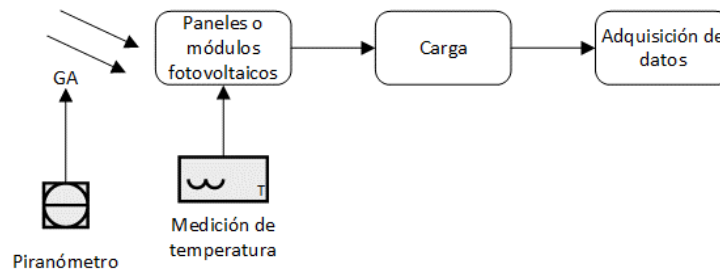 Paneles o
módulos
fotovoltaicos
Carga
Adquisición de
datos
GA
T
Medición de
temperatura
Piranómetro